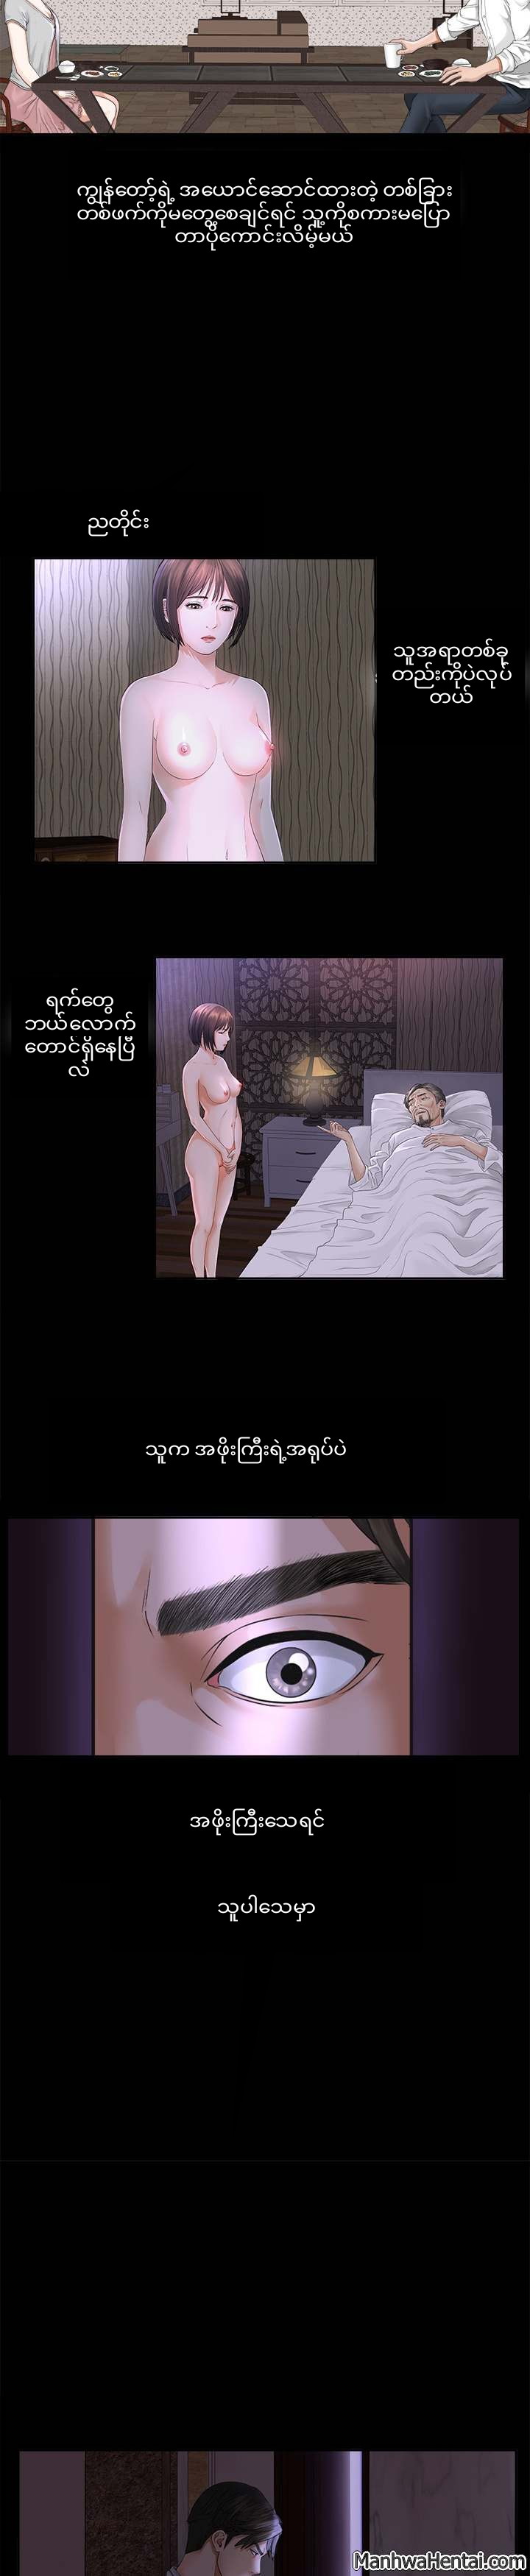 ကျွန်တော့်ရဲ့ အယောင်ဆောင်ထားတဲ့ တစ်ခြား
တစ်ဖက်ကိုမတွေ့စေချင်ရင် သူ့ကိုစကားမပြော
တာပိုကောင်းလိမ့်မယ်
ညတိုင်း
သူအရာတစ်ခု
တည်းကိုပဲလုပ်
တယ်
ရက်တွေ
ဘယ်လောက်
တောင်ရှိနေပြီ
လဲ
သူက အဖိုးကြီးရဲ့အရုပ်ပဲ
အဖိုးကြီးသေရင်
သူပါသေမှာ
ManhwaHentai.com